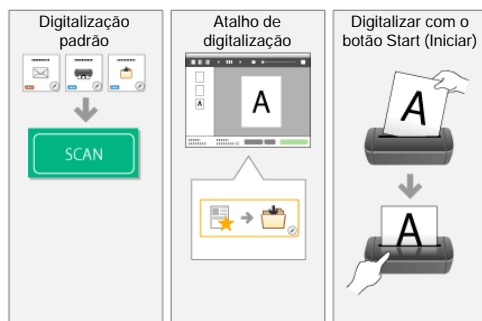 Digitalização
padrão
SCAN
Atalho de
digitalização
A
A
Digitalizar com o
botão Start (Iniciar)
A
A